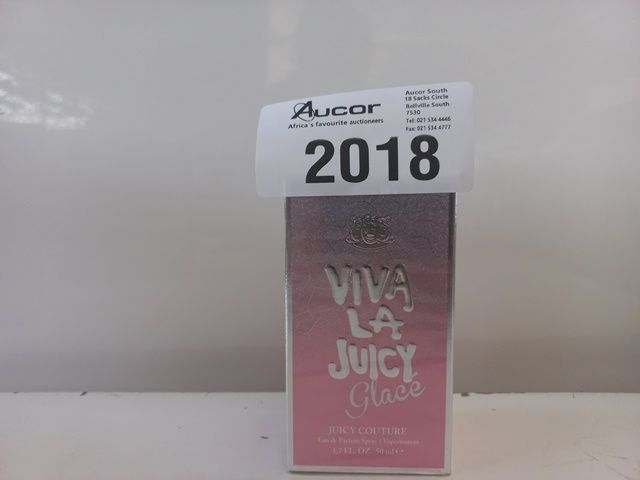 Aucor
Africa's favourite auctioneers
Aucor South
18 Sacks Circle
Bellville South
7530
Tel: 021 534 4446
Fax: 021 534 4777
2018
VIVA
LA
JUICY
Glacé
JUICY COUTURE
Eau de Parfum Spray / Vaporisateur
1.7 FL. OZ. 50 ml ℮